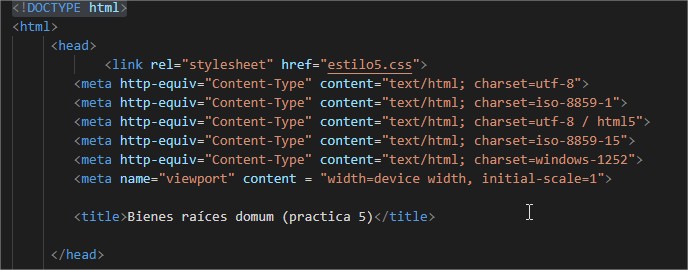 <!DOCTYPE html>
<html>
<head>
<link rel="stylesheet" href="estilo5.css">
<meta http-equiv="Content-Type" content="text/html; charset=utf-8">
<meta http-equiv="Content-Type" content="text/html; charset=iso-8859-1">
<meta http-equiv="Content-Type" content="text/html; charset=utf-8 / html5">
<meta http-equiv="Content-Type" content="text/html; charset=iso-8859-15">
<meta http-equiv="Content-Type" content="text/html; charset=windows-1252">
<meta name="viewport" content = "width=device width, initial-scale=1">
<title>Bienes raíces domum (practica 5)</title>
</head>